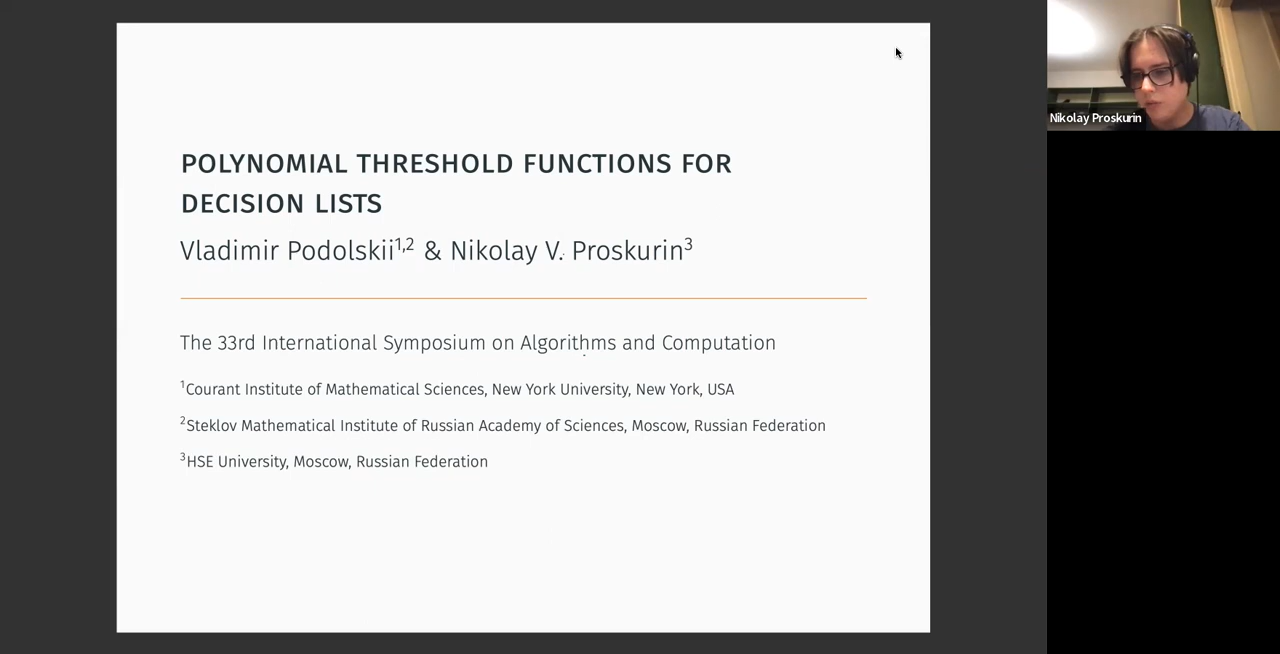 POLYNOMIAL THRESHOLD FUNCTIONS FOR
DECISION LISTS
Vladimir Podolskii1,2 & Nikolay V. Proskurin3
The 33rd International Symposium on Algorithms and Computation
1Courant Institute of Mathematical Sciences, New York University, New York, USA
2Steklov Mathematical Institute of Russian Academy of Sciences, Moscow, Russian Federation
3HSE University, Moscow, Russian Federation
Nikolay Proskurin